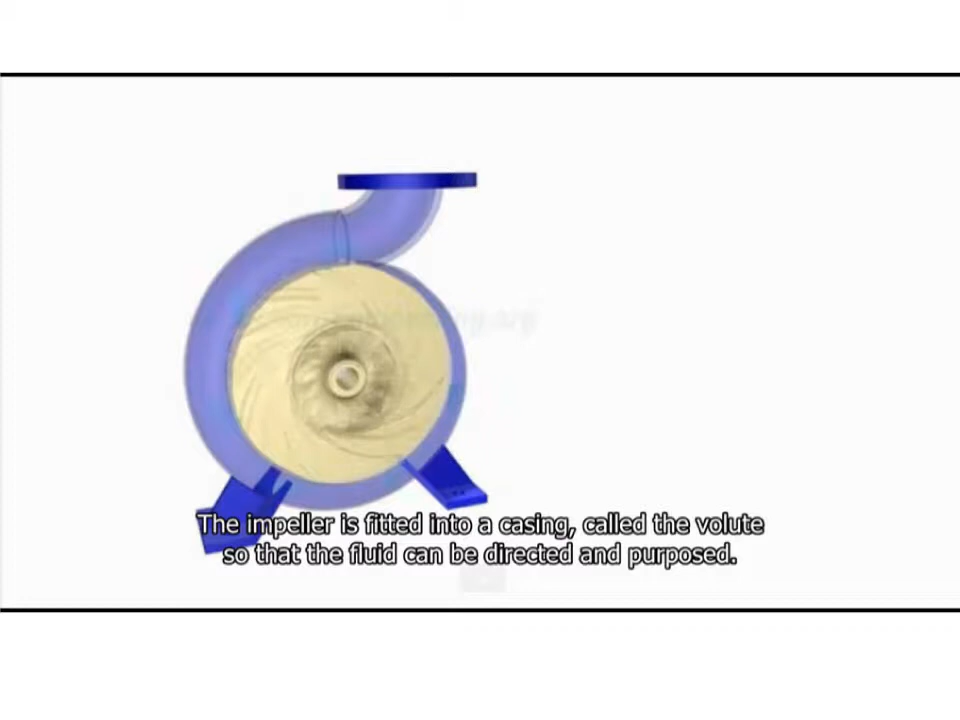 The impeller is fitted into a casing, called the volute
so that the fluid can be directed and purposed.